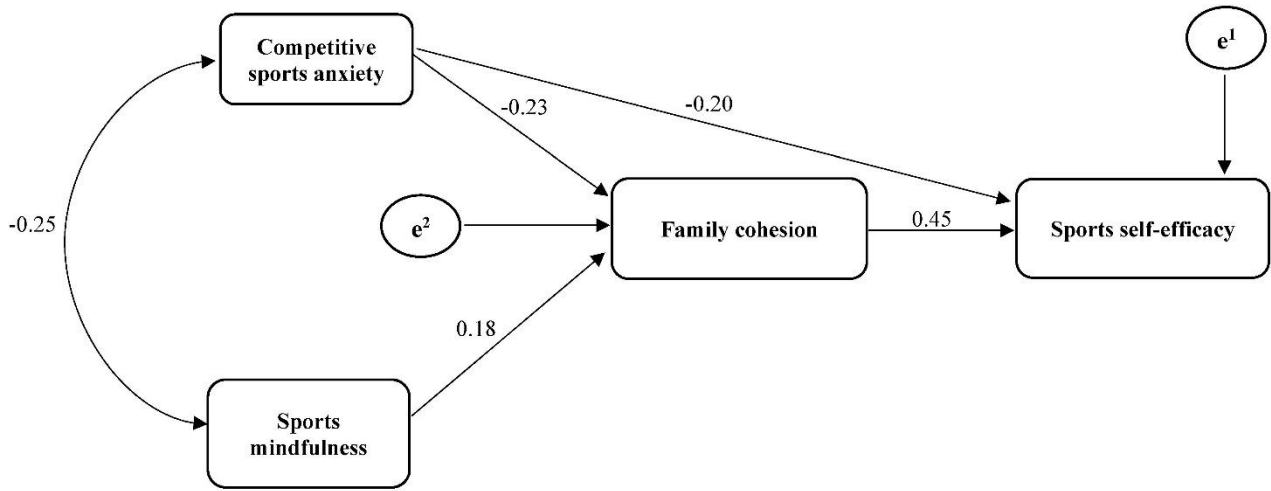 Competitive
sports anxiety
e¹
-0.20
-0.23
-0.25
e²
Family cohesion
0.45
Sports self-efficacy
0.18
Sports
mindfulness